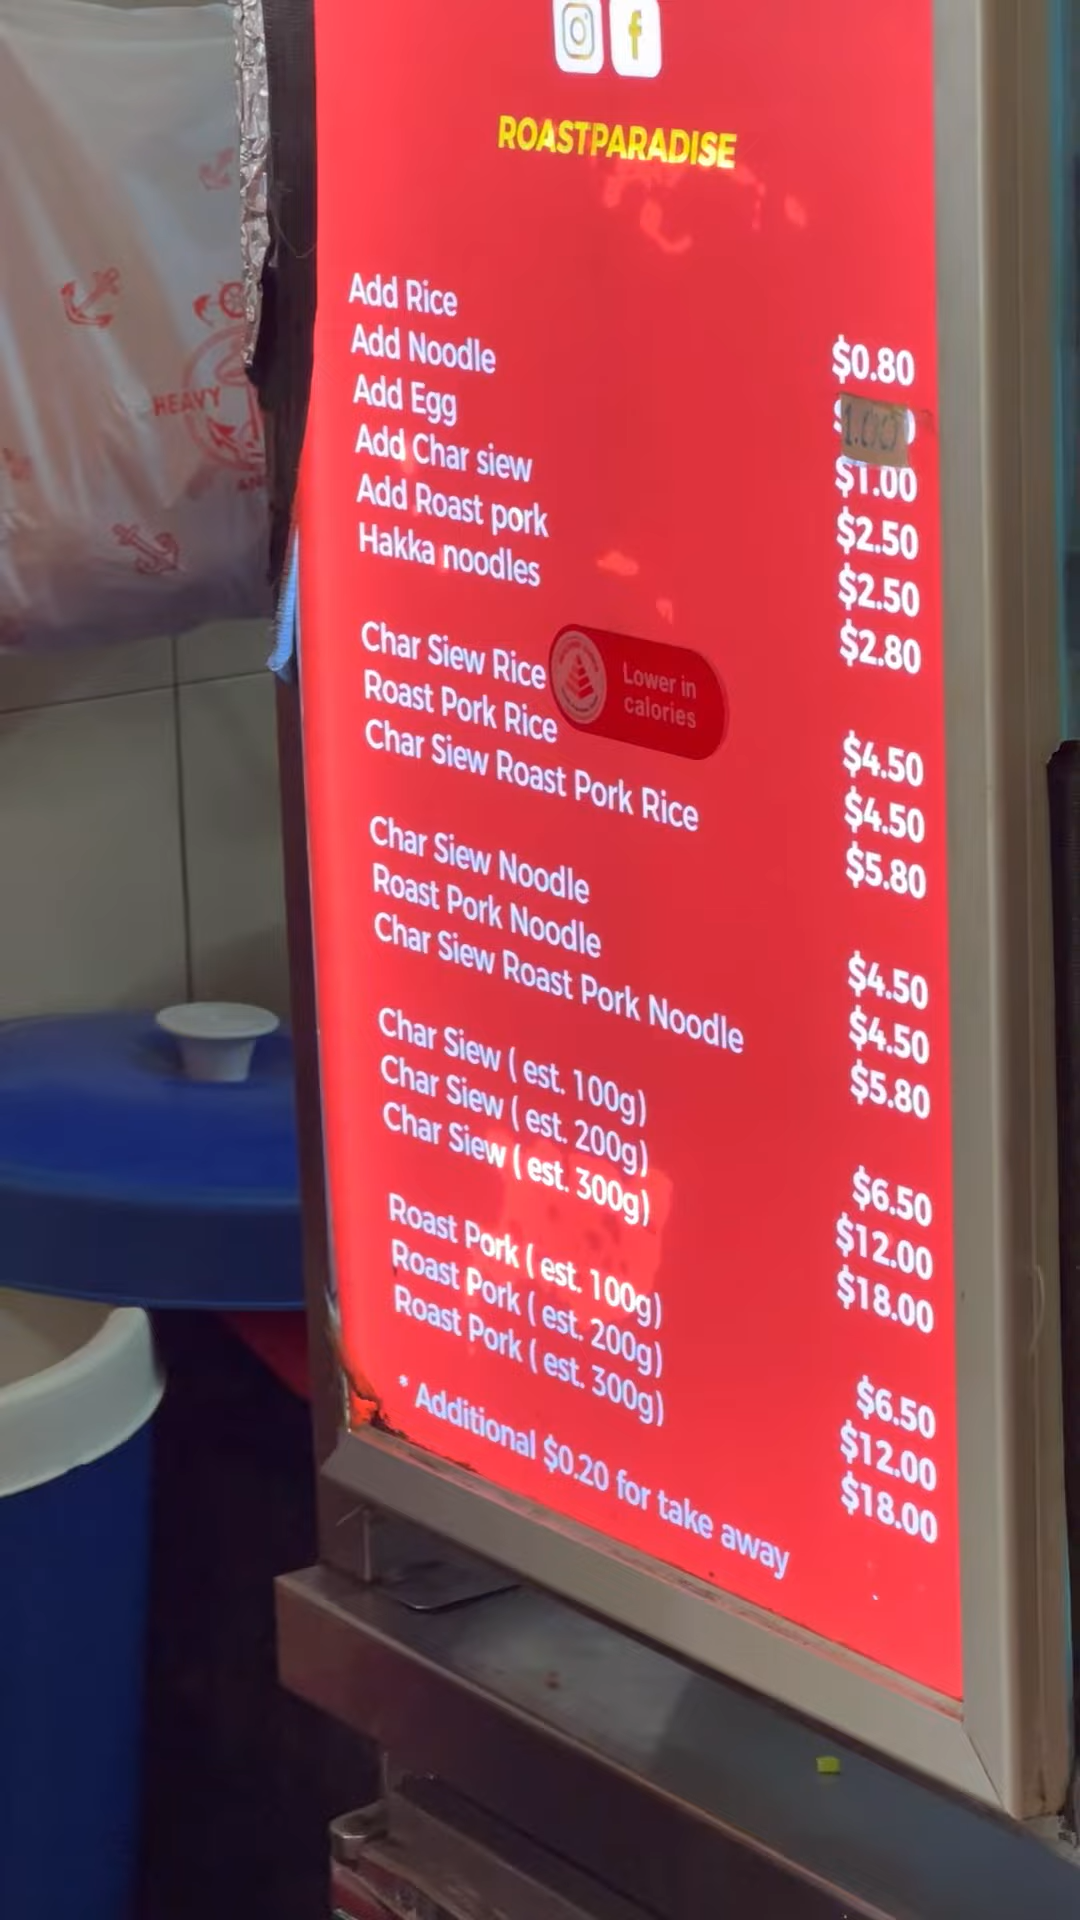 ROASTPARADISE
Add Rice $0.80
Add Noodle 1.00
Add Egg $1.00
Add Char siew $2.50
Add Roast pork $2.50
Hakka noodles $2.80
Char Siew Rice $4.50
Lower in
calories
Roast Pork Rice $4.50
Char Siew Roast Pork Rice $5.80
Char Siew Noodle $4.50
Roast Pork Noodle $4.50
Char Siew Roast Pork Noodle $5.80
Char Siew ( est. 100g) $6.50
Char Siew ( est. 200g) $12.00
Char Siew ( est. 300g) $18.00
Roast Pork ( est. 100g) $6.50
Roast Pork ( est. 200g) $12.00
Roast Pork ( est. 300g) $18.00
* Additional $0.20 for take away
HEAVY